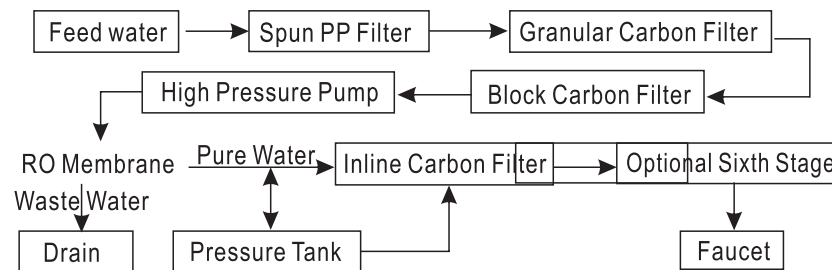 Feed water
Spun PP Filter
Granular Carbon Filter
High Pressure Pump
Block Carbon Filter
RO Membrane
Pure Water
Inline Carbon Filter
Optional Sixth Stage
Waste Water
Drain
Pressure Tank
Faucet